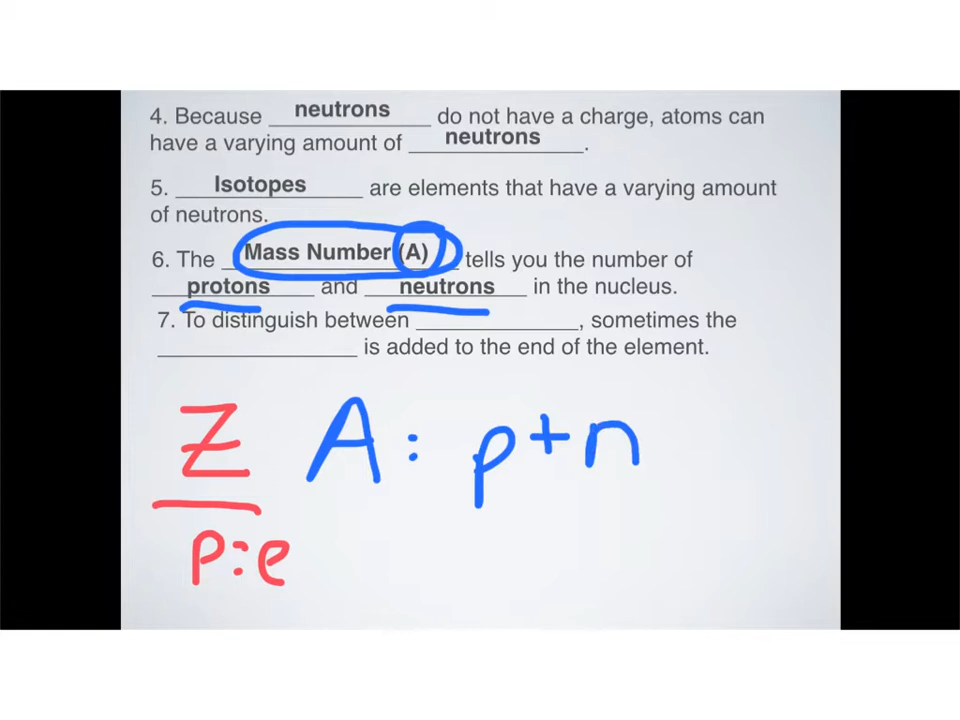 4. Because neutrons do not have a charge, atoms can
have a varying amount of neutrons.
5. Isotopes are elements that have a varying amount
of neutrons.
6. The Mass Number (A) tells you the number of
protons and neutrons in the nucleus.
7. To distinguish between ______________, sometimes the
_________________ is added to the end of the element.
Z A: p+n
p:e